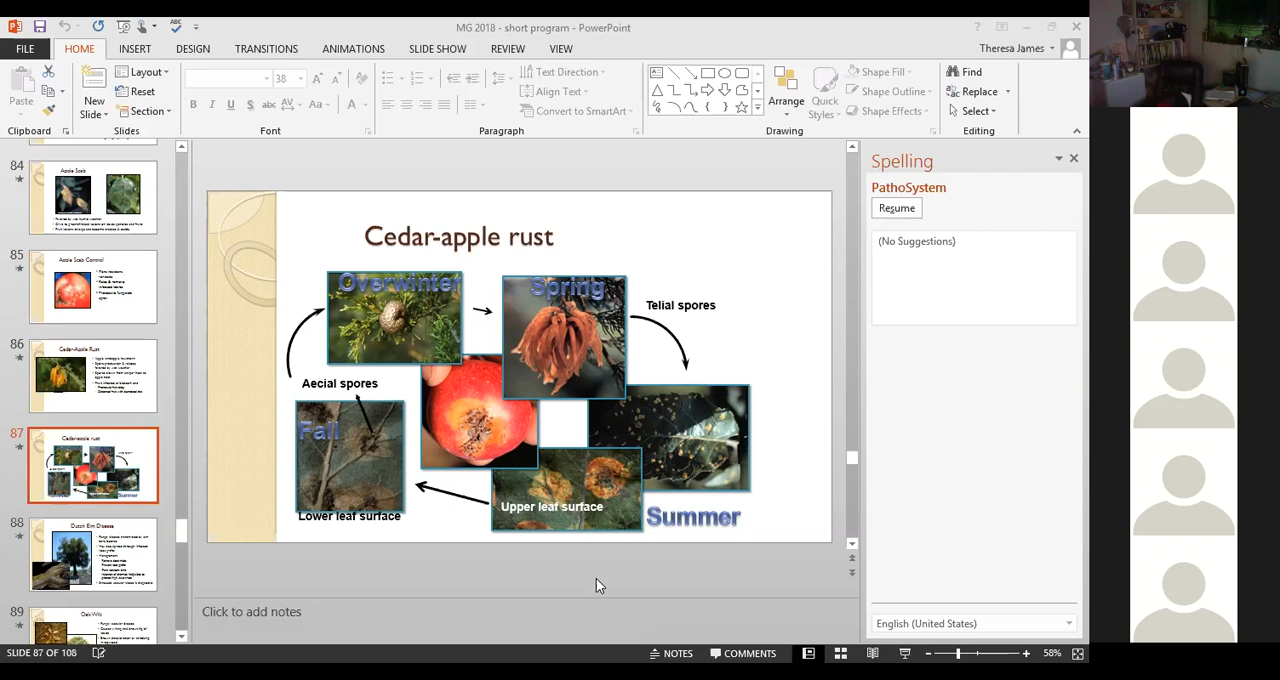 MG 2018 - short program - PowerPoint
FILE HOME INSERT DESIGN TRANSITIONS ANIMATIONS SLIDE SHOW REVIEW VIEW Theresa James
Paste
Clipboard
New
Slide
Layout
Reset
Section
Slides
38
B I U S abc AV Aa A
Font
Text Direction
Align Text
Convert to SmartArt
Paragraph
Arrange
Quick
Styles
Shape Fill
Shape Outline
Shape Effects
Drawing
Find
Replace
Select
Editing
84
Apple Scab
85
Apple Scab Control
86
Cedar-Apple Rust
87
Cedar-apple rust
88
Dutch Elm Disease
89
Oak Wilt
Cedar-apple rust
Overwinter
Spring
Telial spores
Aecial spores
Fall
Lower leaf surface
Upper leaf surface
Summer
Click to add notes
Spelling
PathoSystem
Resume
(No Suggestions)
English (United States)
SLIDE 87 OF 108
NOTES
COMMENTS
58%